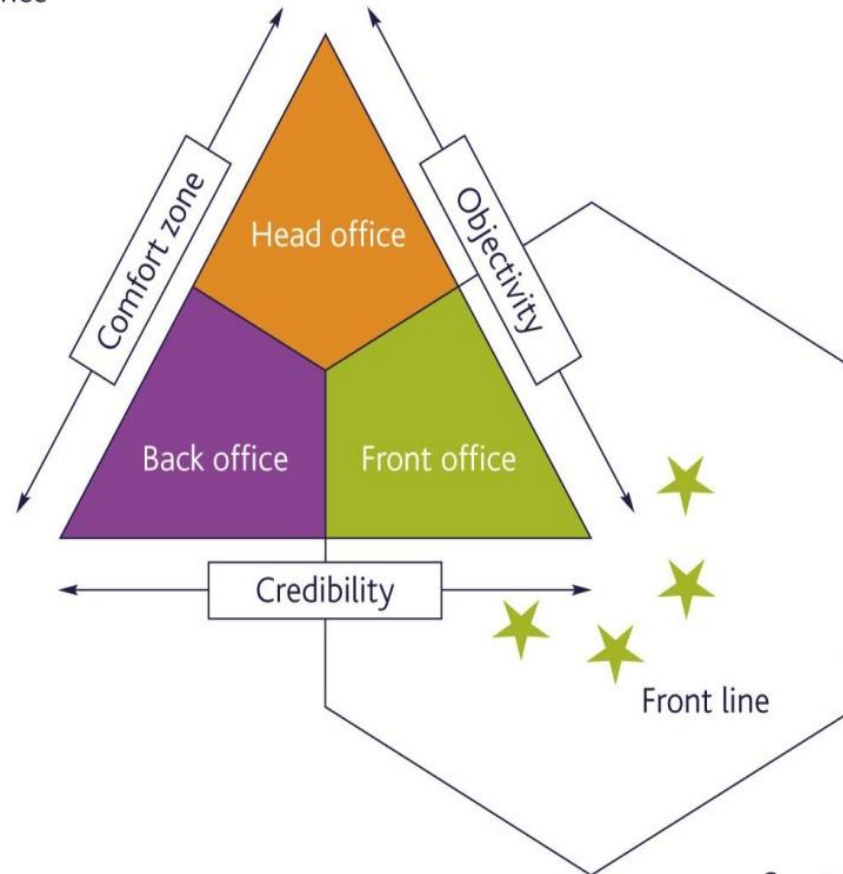 Head office
Comfort zone
Objectivity
Back office
Front office
Credibility
Front line